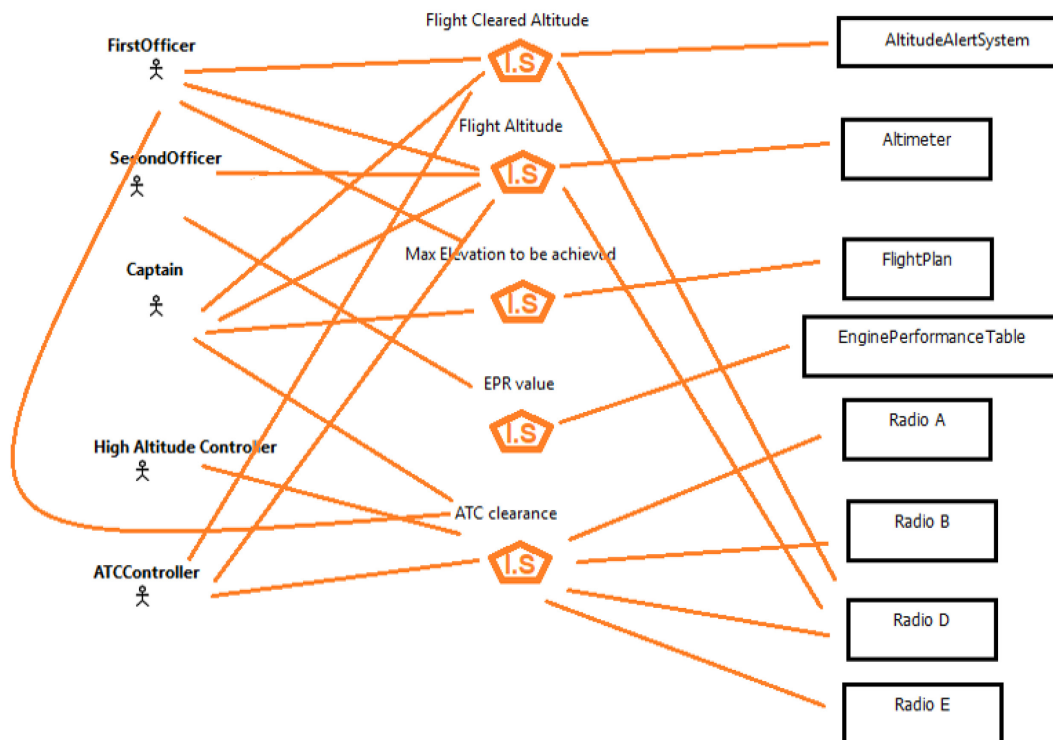 Flight Cleared Altitude
FirstOfficer
I.S
AltitudeAlertSystem
Flight Altitude
Altimeter
SecondOfficer
I.S
Max Elevation to be achieved
Captain
FlightPlan
I.S
EnginePerformanceTable
EPR value
I.S
Radio A
High Altitude Controller
ATC clearance
Radio B
I.S
ATCController
Radio D
Radio E